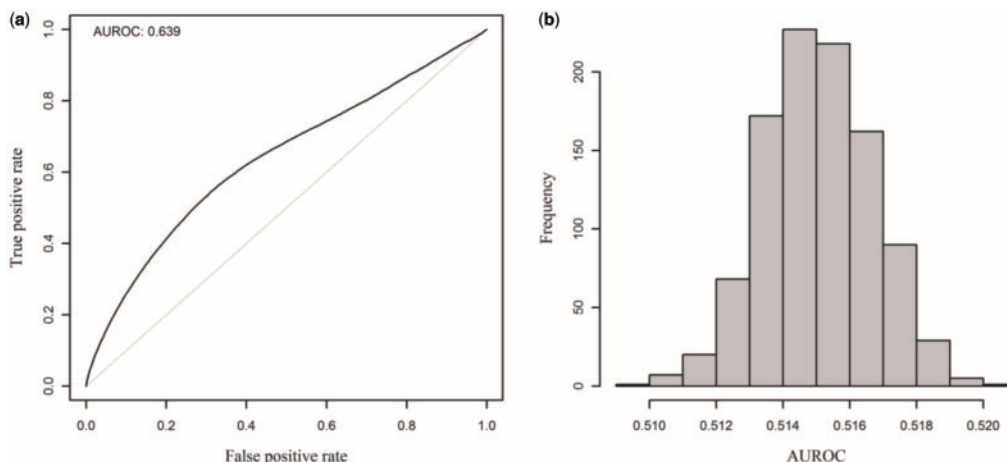 (a)
AUROC: 0.639
True positive rate
1.0
0.8
0.6
0.4
0.2
0.0
0.0 0.2 0.4 0.6 0.8 1.0
False positive rate
(b)
Frequency
200
150
100
50
0
0.510 0.512 0.514 0.516 0.518 0.520
AUROC